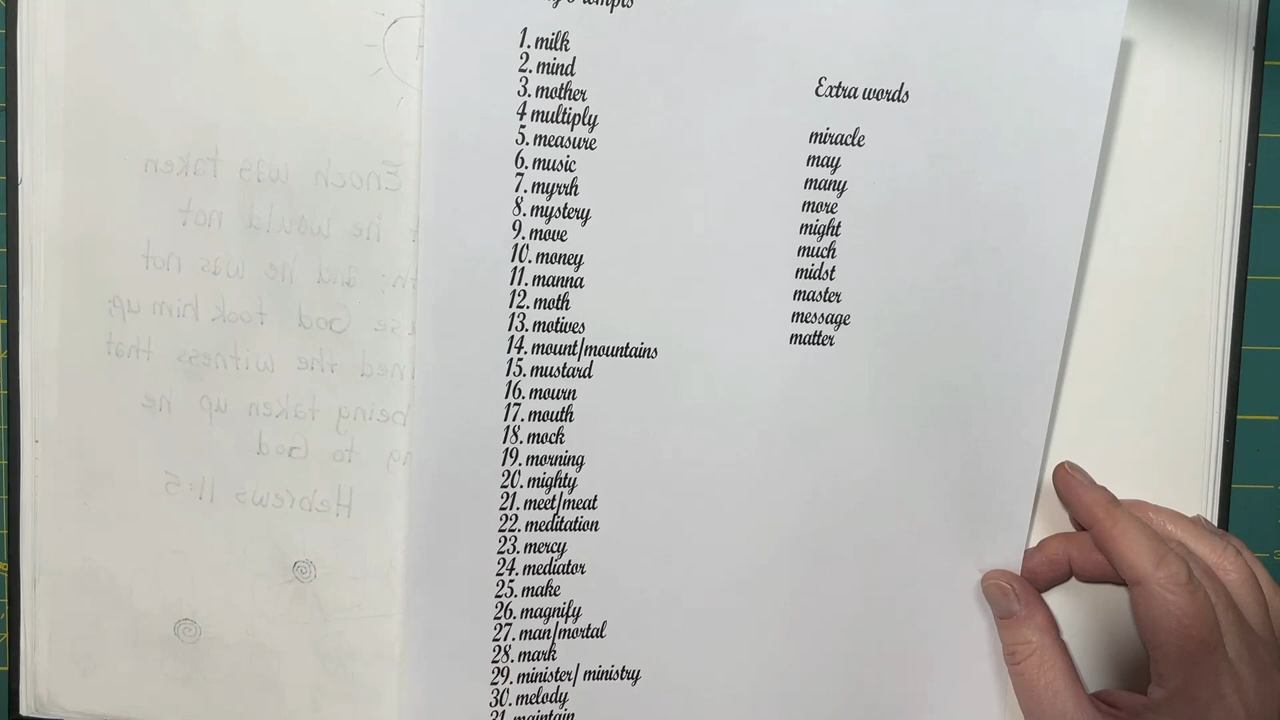 1. milk
2. mind
3. mother
4 multiply
5. measure
6. music
7. myrrh
8. mystery
9. move
10. money
11. manna
12. moth
13. motives
14. mount/mountains
15. mustard
16. mourn
17. mouth
18. mock
19. morning
20. mighty
21. meet/meat
22. meditation
23. mercy
24. mediator
25. make
26. magnify
27. man/mortal
28. mark
29. minister/ ministry
30. melody
31. maintain
Extra words
miracle
may
many
more
might
much
midst
master
message
matter
Enoch was taken
he would not
and he was not
God took him up;
the witness that
being taken up he
to God
Hebrews 11:5